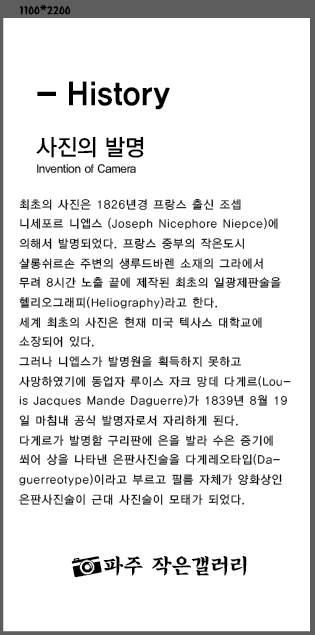 1100*2200
– History
사진의 발명
Invention of Camera
최초의 사진은 1826년경 프랑스 출신 조셉
니세포르 니엡스 (Joseph Nicephore Niepce)에
의해서 발명되었다. 프랑스 중부의 작은도시
샬롱쉬르손 주변의 생루드바렌 소재의 그라에서
무려 8시간 노출 끝에 제작된 최초의 일광제판술을
헬리오그래피(Heliography)라고 한다.
세계 최초의 사진은 현재 미국 텍사스 대학교에
소장되어 있다.
그러나 니엡스가 발명원을 획득하지 못하고
사망하였기에 동업자 루이스 자크 망데 다게르(Lou-
is Jacques Mande Daguerre)가 1839년 8월 19
일 마침내 공식 발명자로서 자리하게 된다.
다게르가 발명함 구리판에 은을 발라 수은 증기에
쐬어 상을 나타낸 은판사진술을 다게레오타입(Da-
guerreotype)이라고 부르고 필름 자체가 양화상인
은판사진술이 근대 사진술이 모태가 되었다.
파주 작은갤러리